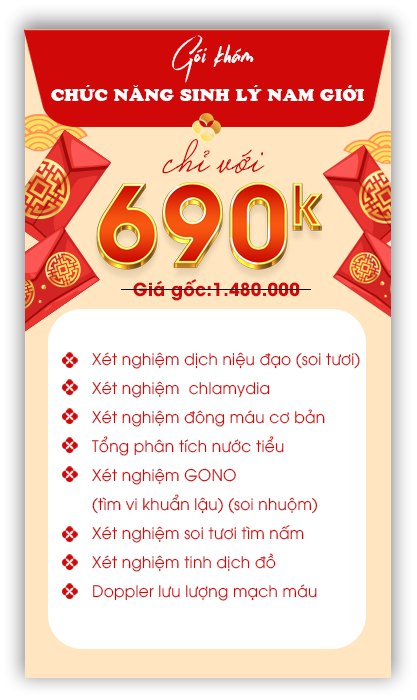 Gói khám
CHỨC NĂNG SINH LÝ NAM GIỚI
chỉ với
690k
Giá gốc:1.480.000
Xét nghiệm dịch niệu đạo (soi tươi)
Xét nghiệm chlamydia
Xét nghiệm đông máu cơ bản
Tổng phân tích nước tiểu
Xét nghiệm GONO
(tìm vi khuẩn lậu) (soi nhuộm)
Xét nghiệm soi tươi tìm nấm
Xét nghiệm tinh dịch đồ
Doppler lưu lượng mạch máu